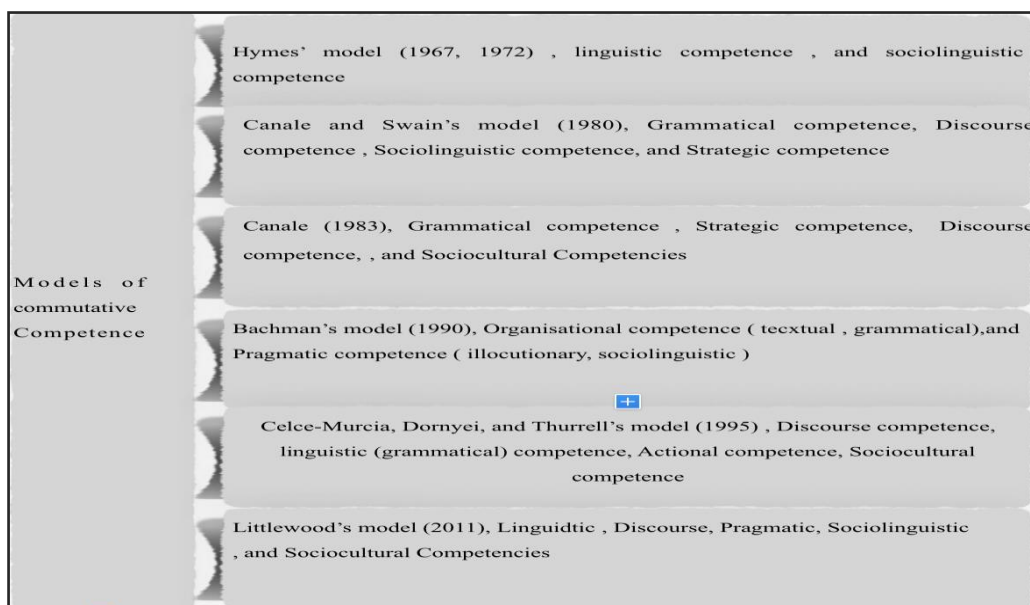 Hymes' model (1967, 1972) , linguistic competence , and sociolinguistic
competence
Canale and Swain's model (1980), Grammatical competence, Discourse
competence , Sociolinguistic competence, and Strategic competence
Canale (1983), Grammatical competence , Strategic competence, Discourse
competence, , and Sociocultural Competencies
Models of
commutative
Competence
Bachman's model (1990), Organisational competence ( tecxtual , grammatical),and
Pragmatic competence ( illocutionary, sociolinguistic )
Celce-Murcia, Dornyei, and Thurrell's model (1995) , Discourse competence,
linguistic (grammatical) competence, Actional competence, Sociocultural
competence
Littlewood's model (2011), Linguidtic , Discourse, Pragmatic, Sociolinguistic
, and Sociocultural Competencies